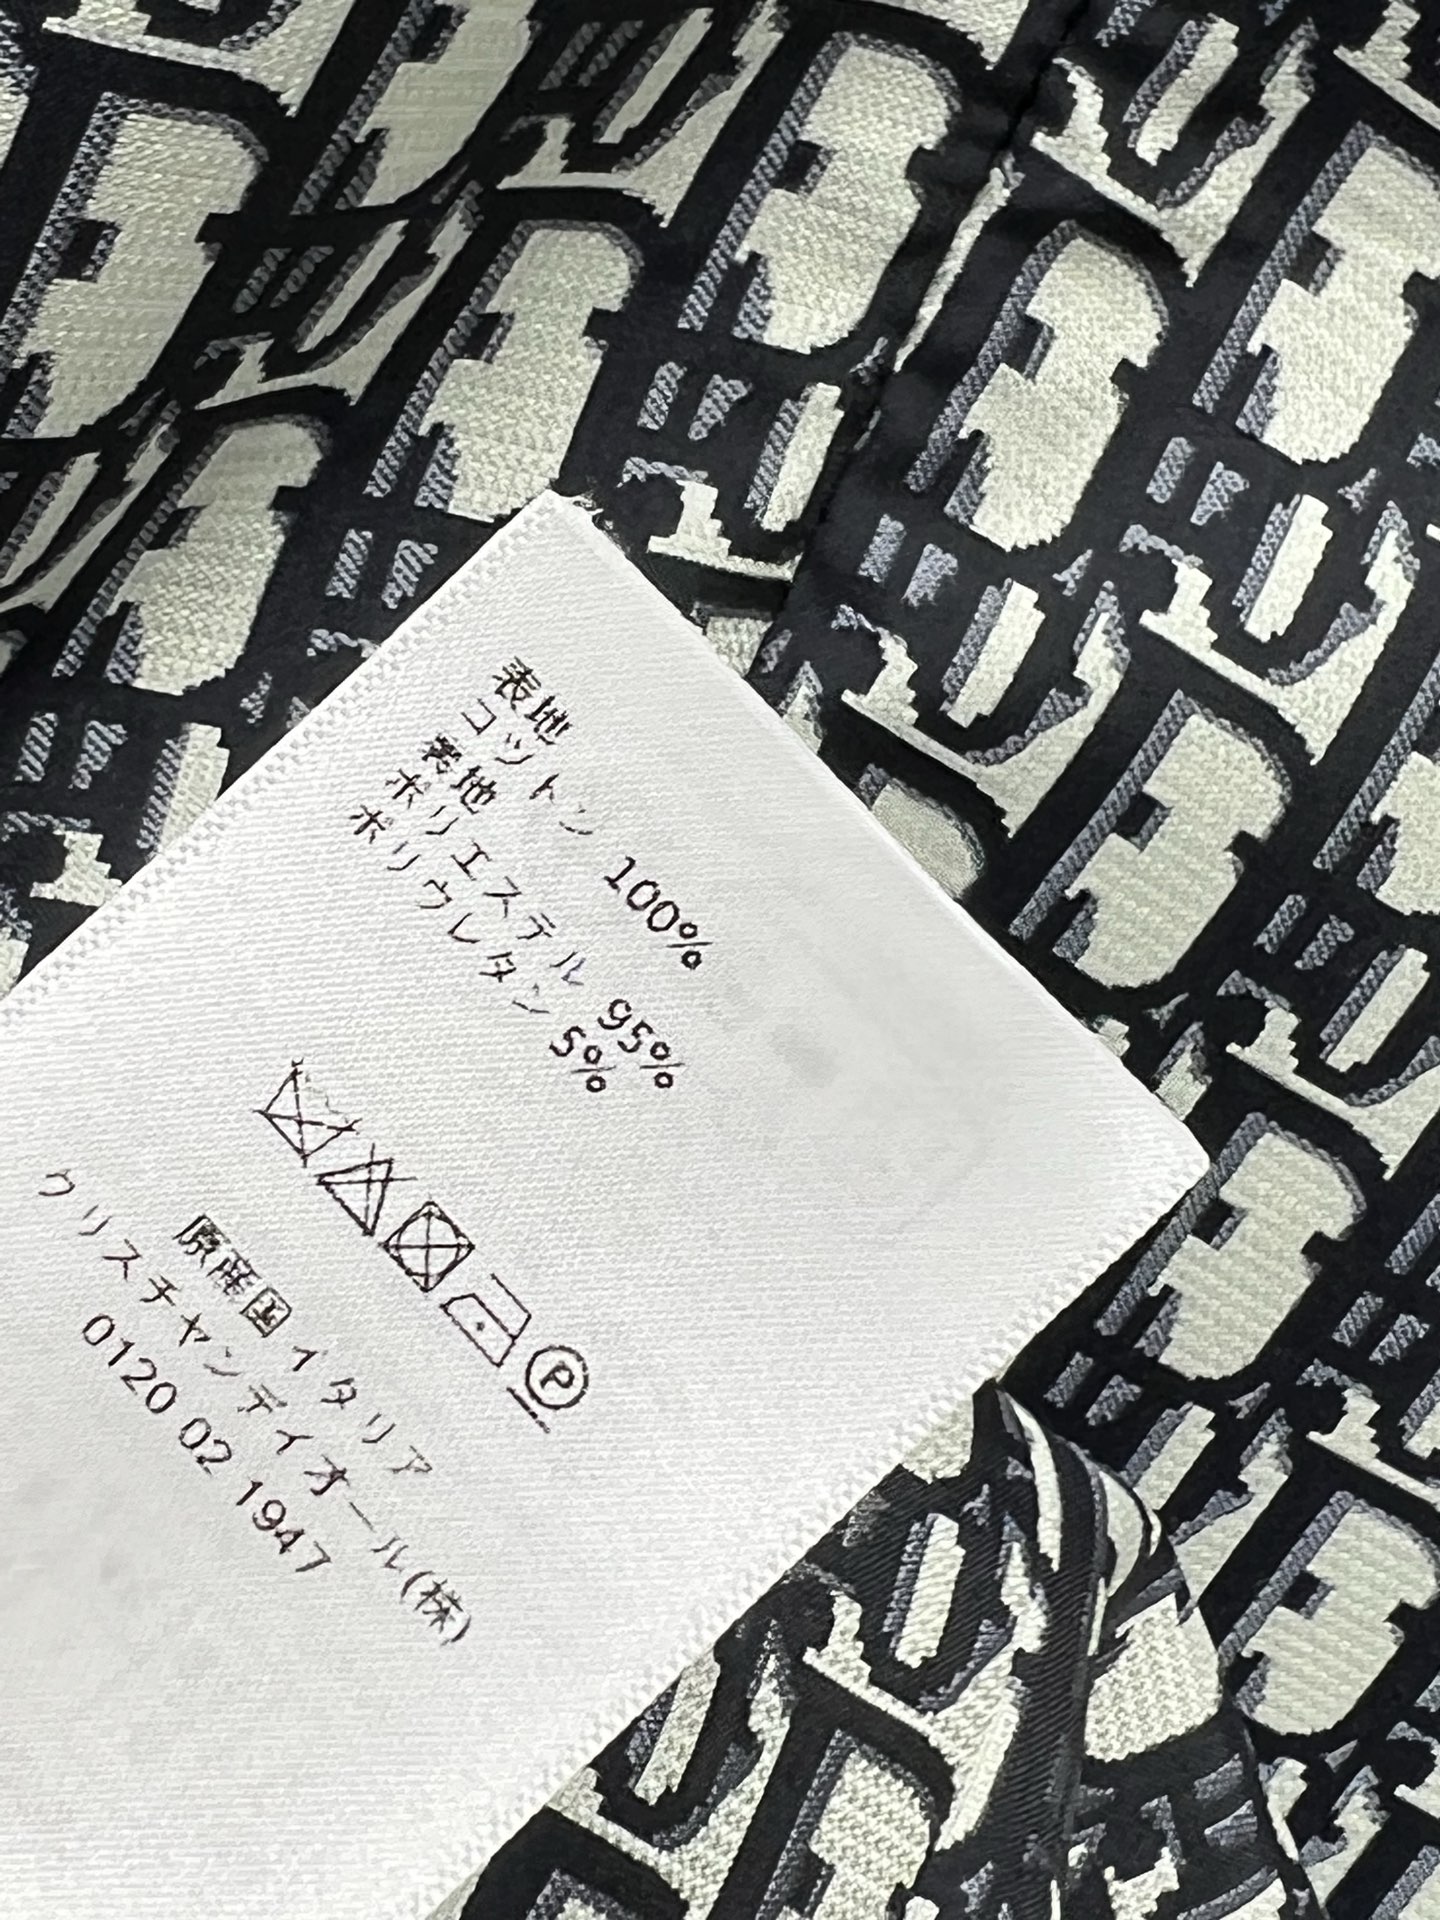 表地
コットン 100%
裏地
ポリエステル 95%
ポリウレタン 5%
P
原産国 イタリア
クリスチャンディオール(株)
0120 02 1947